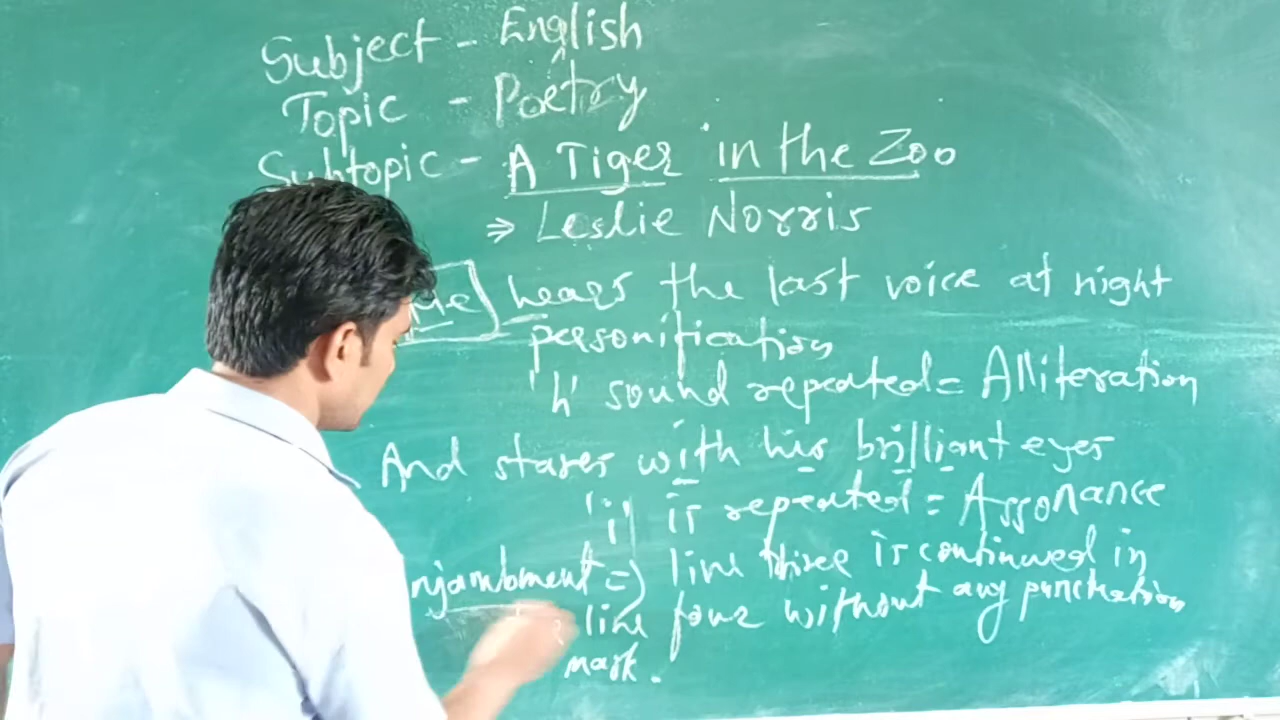 Subject - English
Topic - Poetry
Subtopic - A Tiger in the Zoo
⇒ Leslie Norris
hears the last voice at night
personification
'h' sound repeated = Alliteration
And stares with his brilliant eyes
"i" is repeated = Assonance
njambment ⇒ line three is continued in
line four without any punctuation
mark.